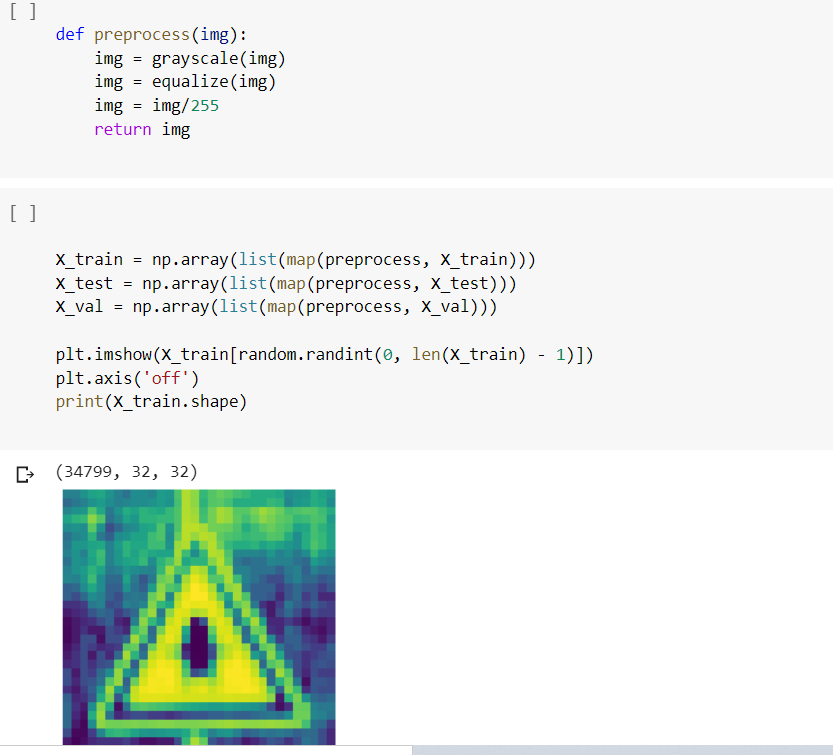 [ ]
def preprocess(img):
    img = grayscale(img)
    img = equalize(img)
    img = img/255
    return img
[ ]
X_train = np.array(list(map(preprocess, X_train)))
X_test = np.array(list(map(preprocess, X_test)))
X_val = np.array(list(map(preprocess, X_val)))
plt.imshow(X_train[random.randint(0, len(X_train) - 1)])
plt.axis('off')
print(X_train.shape)
(34799, 32, 32)